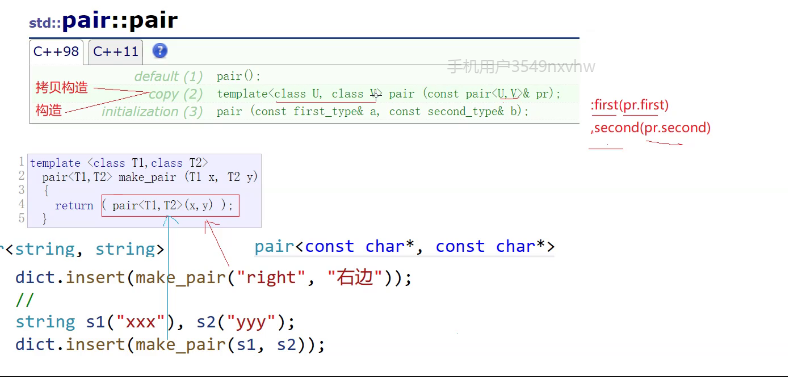 std::pair::pair
C++98 C++11 ?
手机用户3549nxvhw
default (1) pair();
拷贝构造 copy (2) template<class U, class V> pair (const pair<U,V>& pr);
构造 initialization (3) pair (const first_type& a, const second_type& b);
:first(pr.first)
,second(pr.second)
1 template <class T1,class T2>
2 pair<T1,T2> make_pair (T1 x, T2 y)
3 {
4 return ( pair<T1,T2>(x,y) );
5 }
r<string, string> pair<const char*, const char*>
dict.insert(make_pair("right", "右边"));
//
string s1("xxx"), s2("yyy");
dict.insert(make_pair(s1, s2));